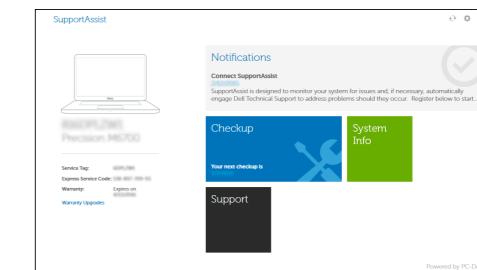 SupportAssist
Notifications
Connect SupportAssist
SupportAssist is designed to monitor your system for issues and, if necessary, automatically
engage Dell Technical Support to address problems should they occur. Register below to start...
Precision M6700
Checkup
Your next checkup is
System
Info
Service Tag:
Express Service Code:
Warranty: Expires on
Warranty Upgrades
Support
Powered by PC-D